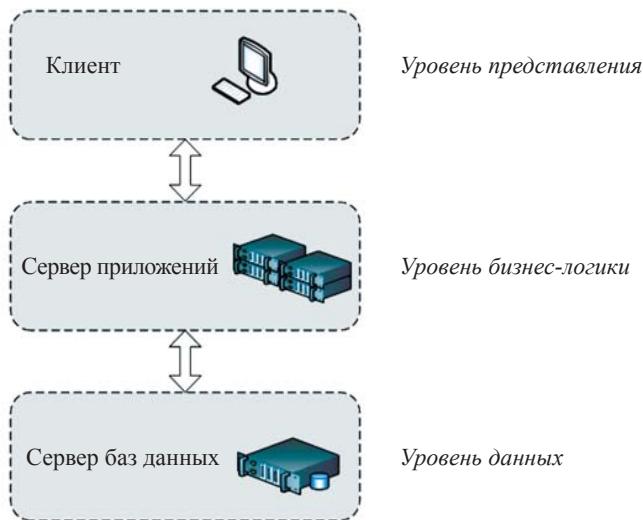 Клиент
Уровень представления
Сервер приложений
Уровень бизнес-логики
Сервер баз данных
Уровень данных